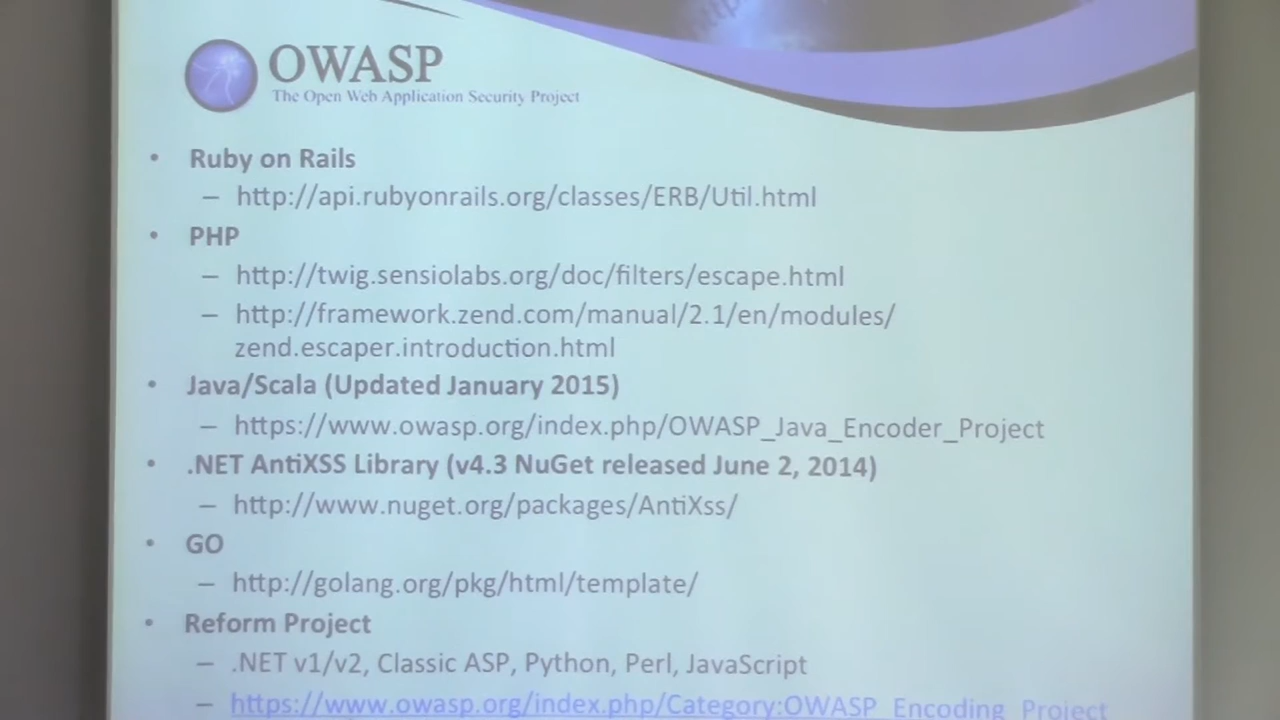 OWASP
The Open Web Application Security Project
• Ruby on Rails
– http://api.rubyonrails.org/classes/ERB/Util.html
• PHP
– http://twig.sensiolabs.org/doc/filters/escape.html
– http://framework.zend.com/manual/2.1/en/modules/
zend.escaper.introduction.html
• Java/Scala (Updated January 2015)
– https://www.owasp.org/index.php/OWASP_Java_Encoder_Project
• .NET AntiXSS Library (v4.3 NuGet released June 2, 2014)
– http://www.nuget.org/packages/AntiXss/
• GO
– http://golang.org/pkg/html/template/
• Reform Project
– .NET v1/v2, Classic ASP, Python, Perl, JavaScript
– https://www.owasp.org/index.php/Category:OWASP_Encoding_Project